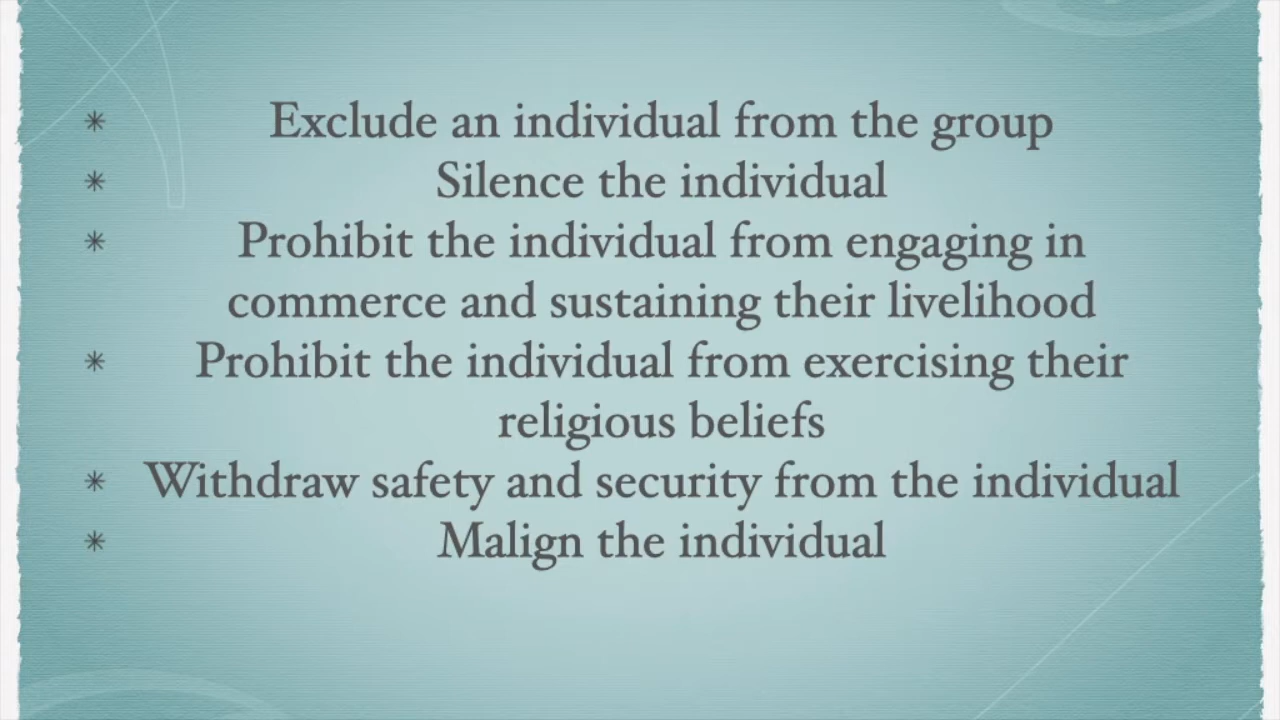 ✴ Exclude an individual from the group
✴ Silence the individual
✴ Prohibit the individual from engaging in
commerce and sustaining their livelihood
✴ Prohibit the individual from exercising their
religious beliefs
✴ Withdraw safety and security from the individual
✴ Malign the individual